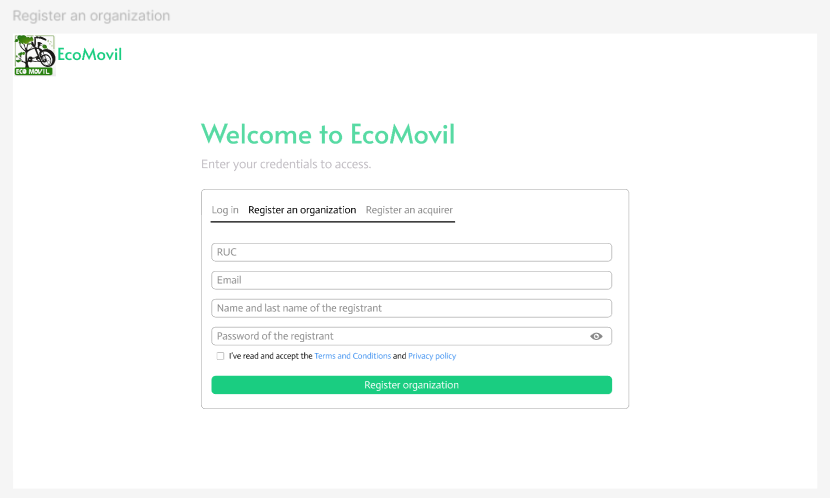 Register an organization
ECO MOVIL
EcoMovil
Welcome to EcoMovil
Enter your credentials to access.
Log in Register an organization Register an acquirer
RUC
Email
Name and last name of the registrant
Password of the registrant
I've read and accept the Terms and Conditions and Privacy policy
Register organization